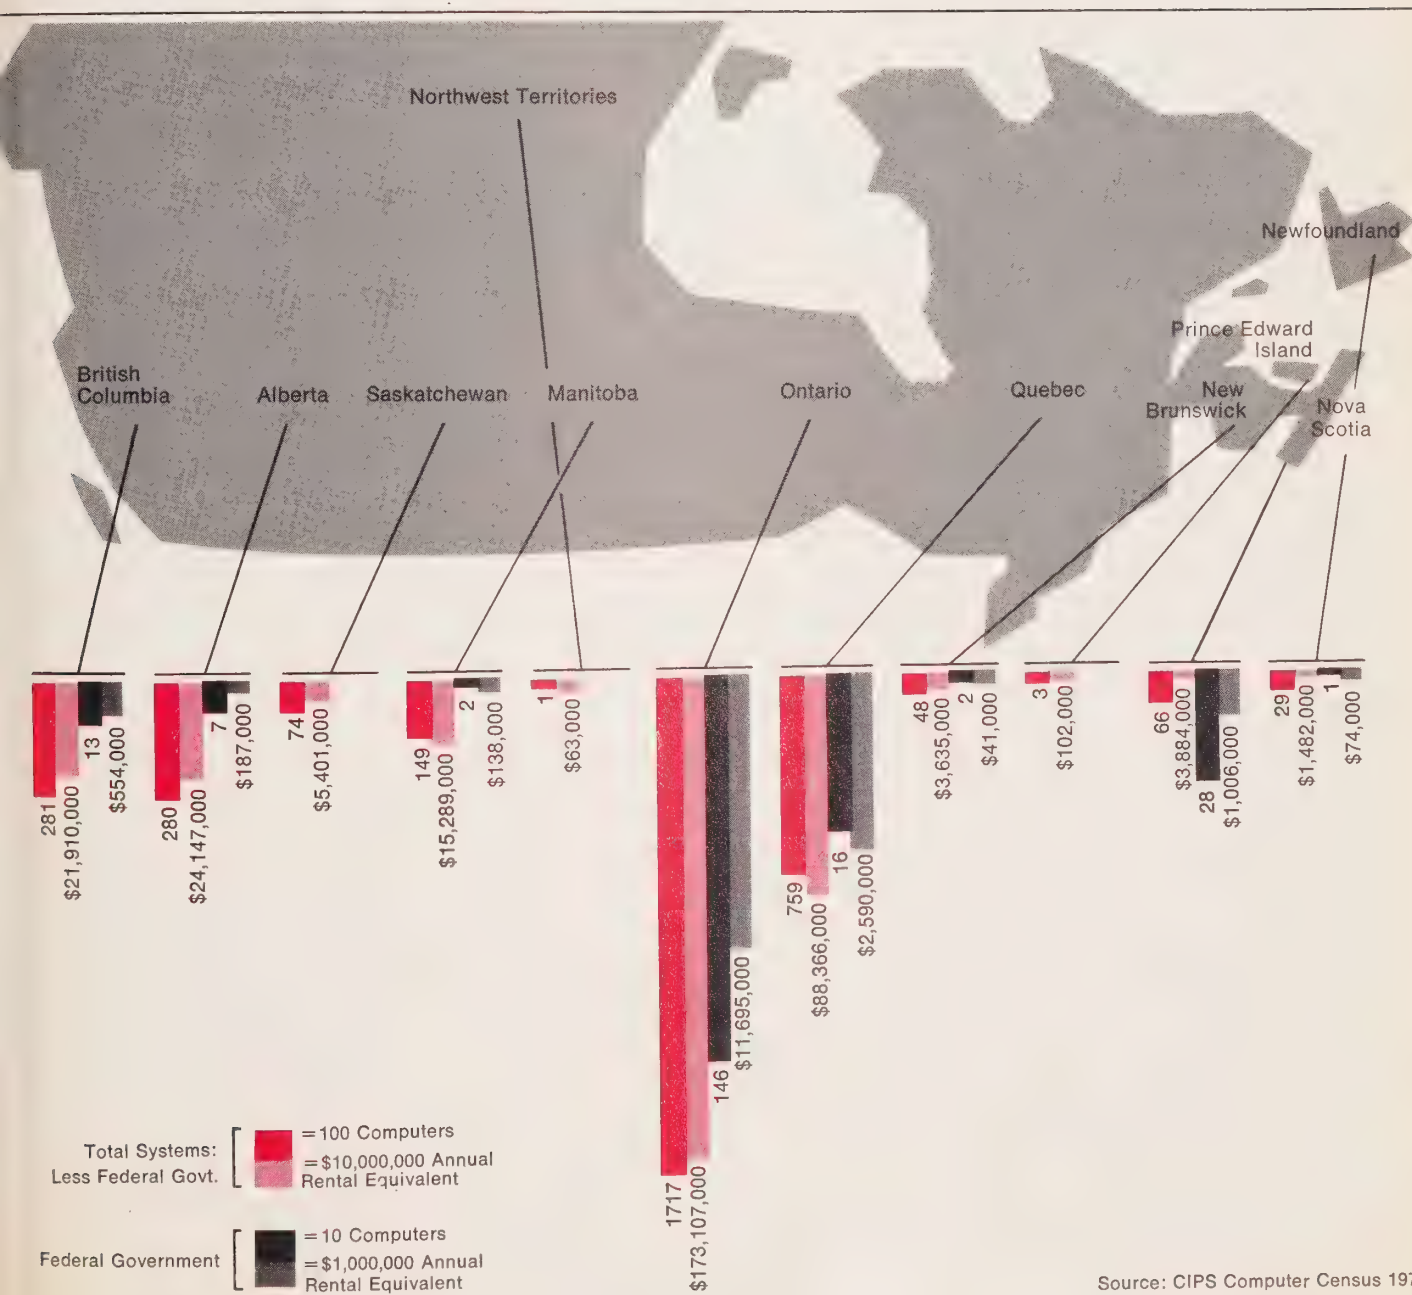 Northwest Territories
Newfoundland
Prince Edward
Island
British
Columbia
Alberta
Saskatchewan
Manitoba
Ontario
Quebec
New
Brunswick
Nova
Scotia
281
$21,910,000
13
$554,000
280
$24,147,000
7
$187,000
74
$5,401,000
149
$15,289,000
2
$138,000
1
$63,000
1717
$173,107,000
146
$11,695,000
759
$88,366,000
16
$2,590,000
48
$3,635,000
2
$41,000
3
$102,000
66
$3,884,000
28
$1,006,000
29
$1,482,000
1
$74,000
Total Systems:
Less Federal Govt.
=100 Computers
=$10,000,000 Annual
Rental Equivalent
Federal Government
=10 Computers
=$1,000,000 Annual
Rental Equivalent
Source: CIPS Computer Census 197